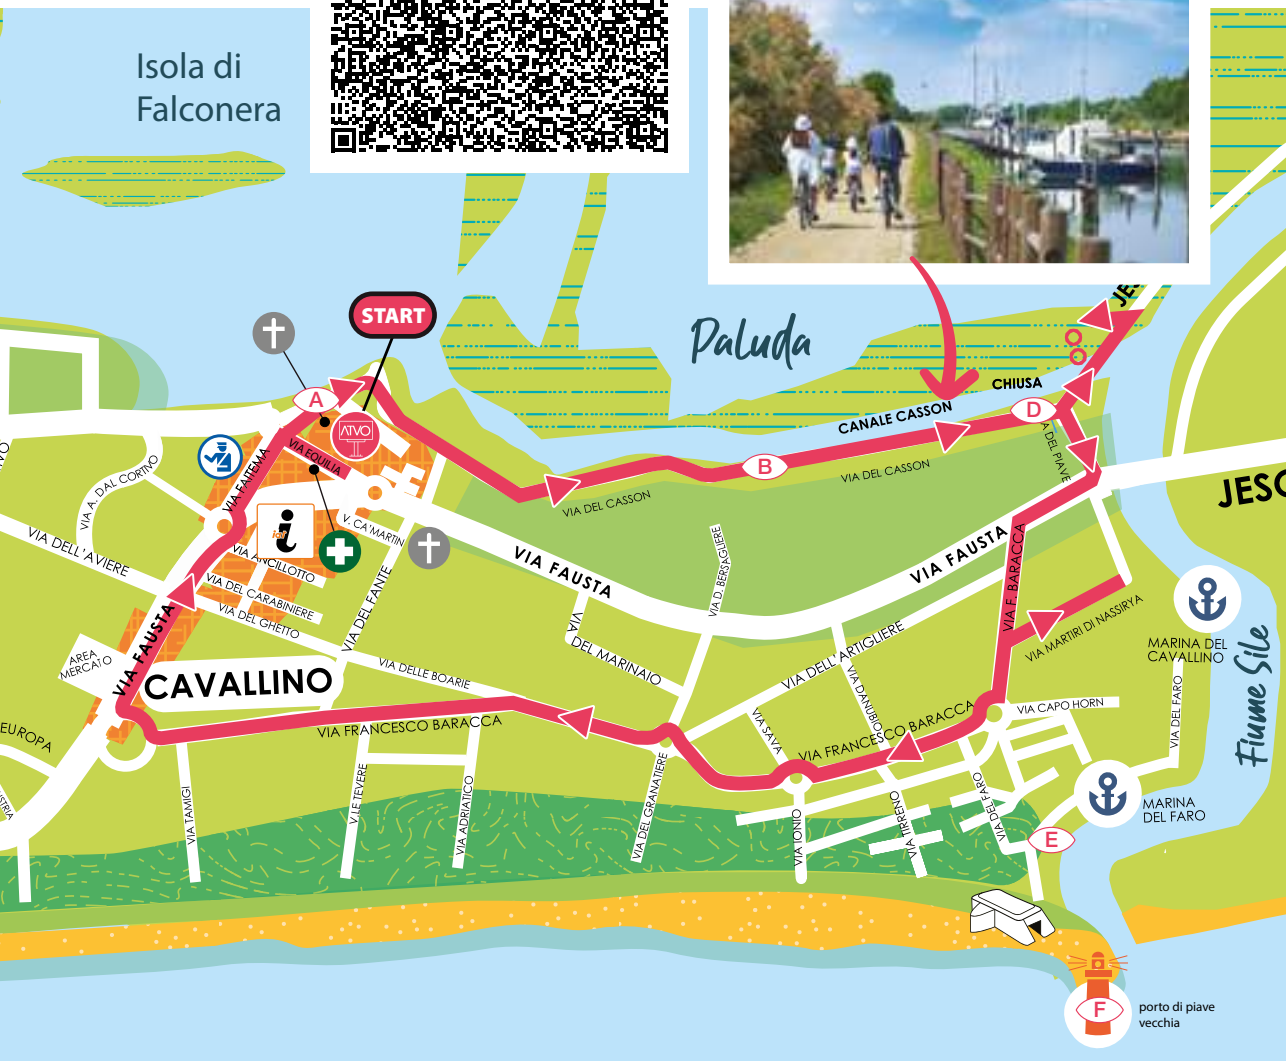 Isola di
Falconera
START
Paluda
JES
CHIUSA
CANALE CASSON
A
D
B
ATVO
VIA EQUILIA
VIA FAITEMA
VIA DEL CASSON
VIA DEL CASSON
A DEL PIAVE
JESO
VIA A. DAL CORTIVO
IVO
VIA DELL'AVIERE
i
V. CA'MARTIN
VIA ANCILLOTTO
VIA DEL CARABINIERE
VIA DEL GHETTO
VIA DEL FANTE
VIA FAUSTA
VIA FAUSTA
VIA FAUSTA
VIA D. BERSAGLIERE
VIA F. BARACCA
VIA MARTIRI DI NASSIRYA
VIA
DEL MARINAIO
VIA DELL'ARTIGLIERE
VIA DANUBIO
MARINA DEL
CAVALLINO
Fiume Sile
AREA
MERCATO
CAVALLINO
VIA DELLE BOARIE
VIA FRANCESCO BARACCA
VIA SAVA
VIA FRANCESCO BARACCA
VIA CAPO HORN
VIA DEL FARO
EUROPA
STRIA
VIA TAMIGI
V.LE TEVERE
VIA ADRIATICO
VIA DEL GRANATIERE
VIA IONIO
VIA TIRRENO
VIA DEL FARO
MARINA
DEL FARO
E
F
porto di piave
vecchia